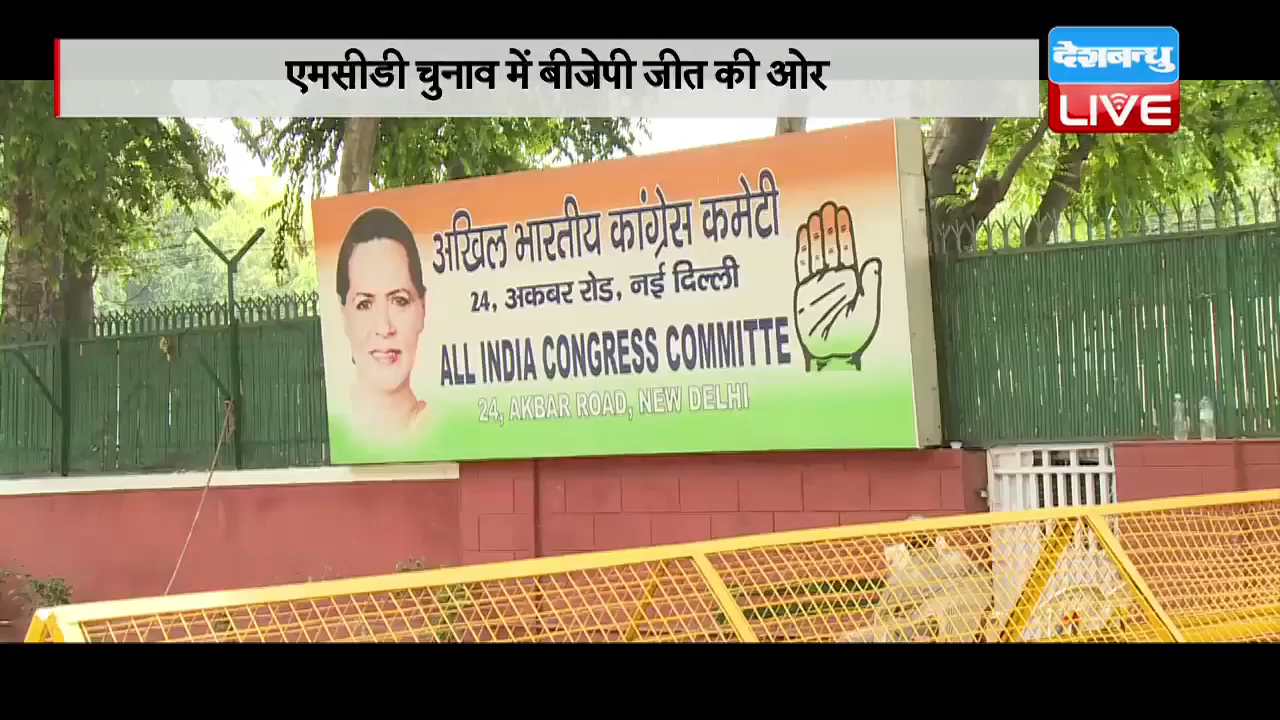 एमसीडी चुनाव में बीजेपी जीत की ओर
देशबन्धु
LIVE
अखिल भारतीय कांग्रेस कमेटी
24, अकबर रोड, नई दिल्ली
ALL INDIA CONGRESS COMMITTE
24, AKBAR ROAD, NEW DELHI